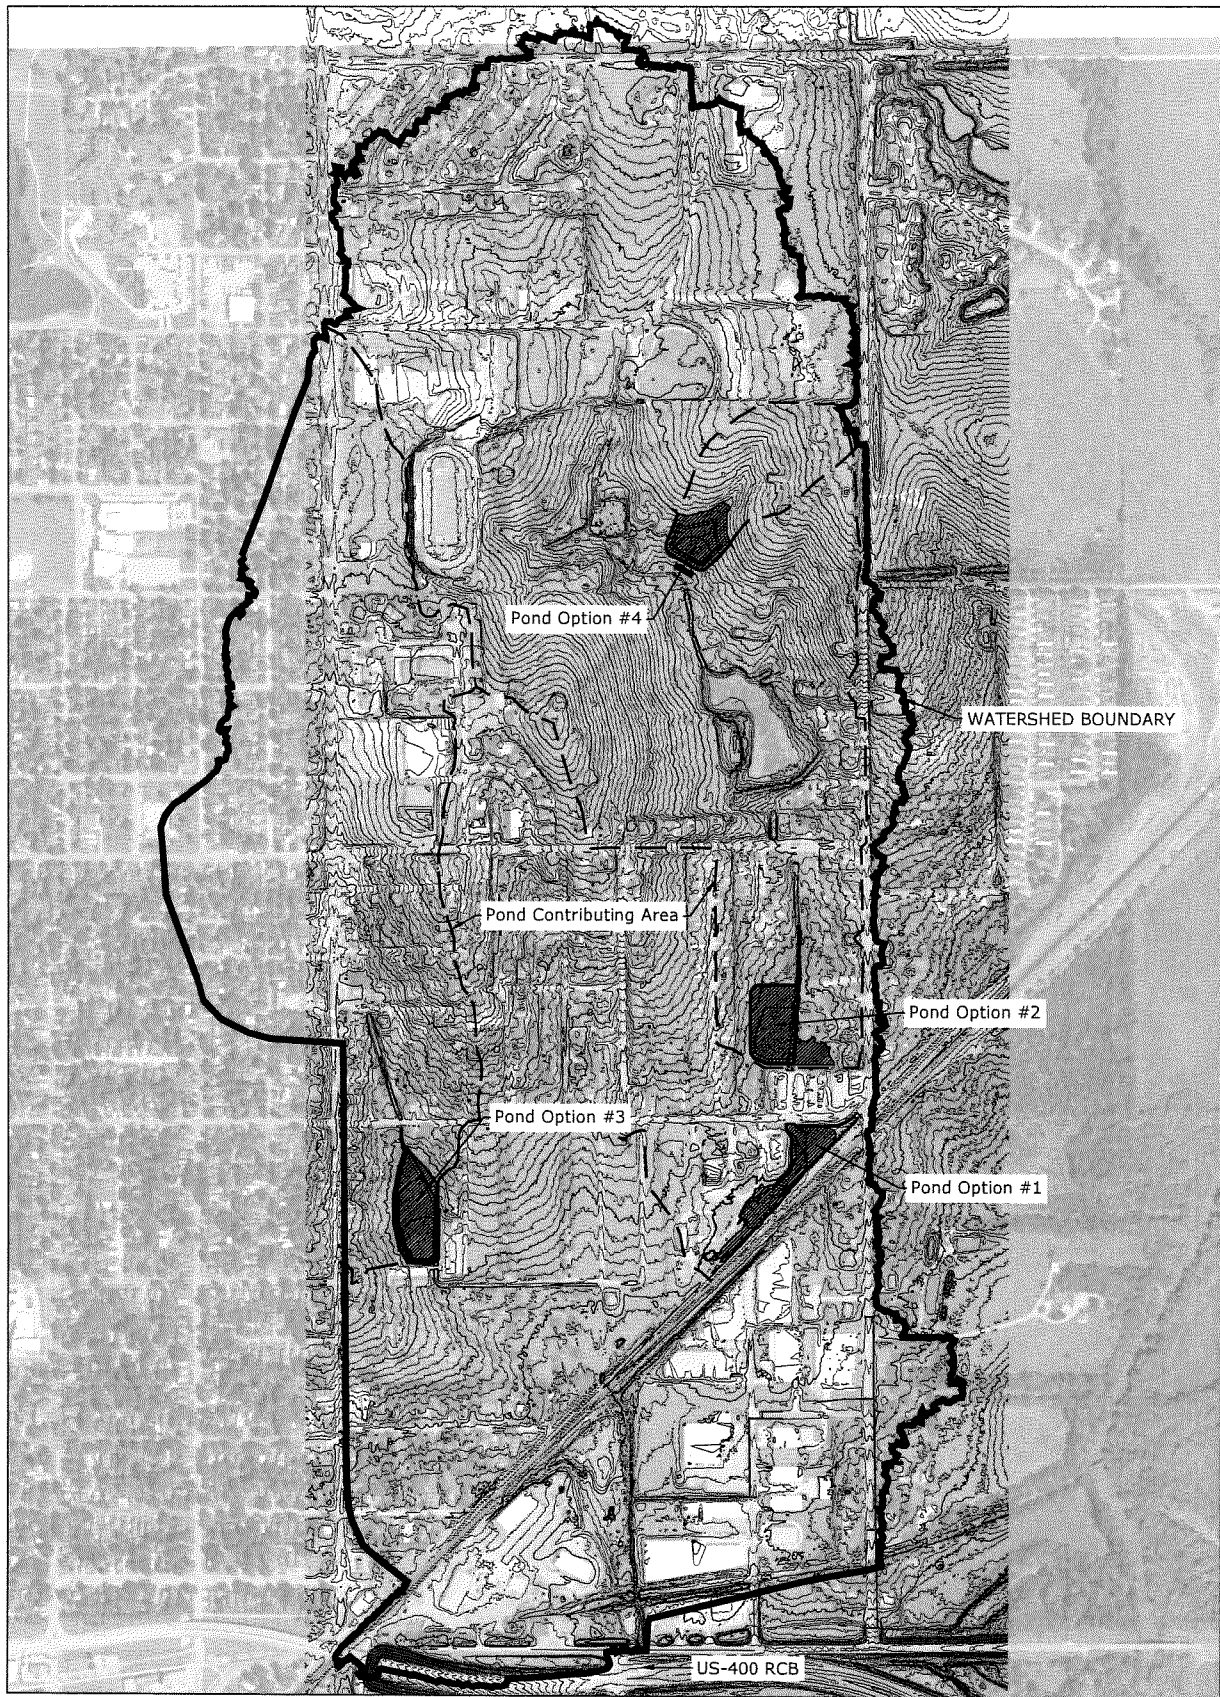 Pond Option #4
WATERSHED BOUNDARY
Pond Contributing Area
Pond Option #2
Pond Option #3
Pond Option #1
US-400 RCB